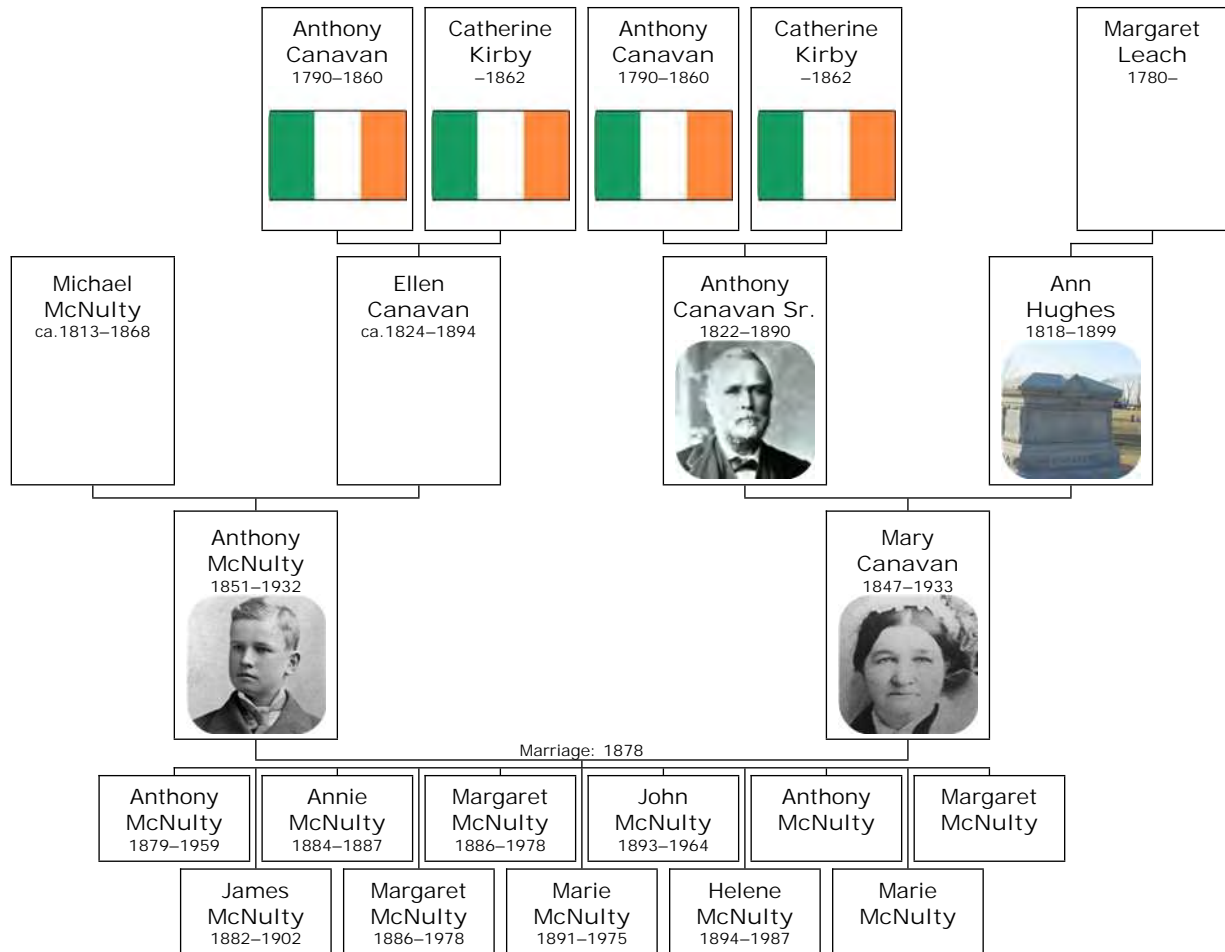 Anthony
Canavan
1790–1860
Catherine
Kirby
–1862
Anthony
Canavan
1790–1860
Catherine
Kirby
–1862
Margaret
Leach
1780–
Michael
McNulty
ca.1813–1868
Ellen
Canavan
ca.1824–1894
Anthony
Canavan Sr.
1822–1890
Ann
Hughes
1818–1899
Anthony
McNulty
1851–1932
Mary
Canavan
1847–1933
Marriage: 1878
Anthony
McNulty
1879–1959
Annie
McNulty
1884–1887
Margaret
McNulty
1886–1978
John
McNulty
1893–1964
Anthony
McNulty
Margaret
McNulty
James
McNulty
1882–1902
Margaret
McNulty
1886–1978
Marie
McNulty
1891–1975
Helene
McNulty
1894–1987
Marie
McNulty